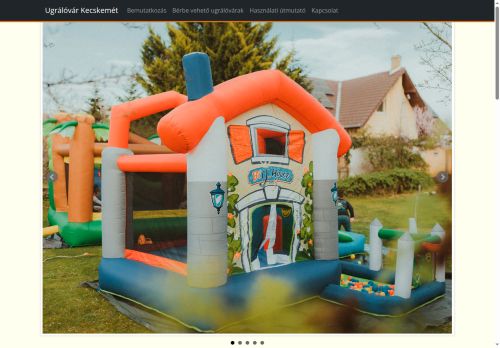 Ugrálóvár Kecskemét
Bemutatkozás
Bérbe vehető ugrálóvárak
Használati útmutató
Kapcsolat